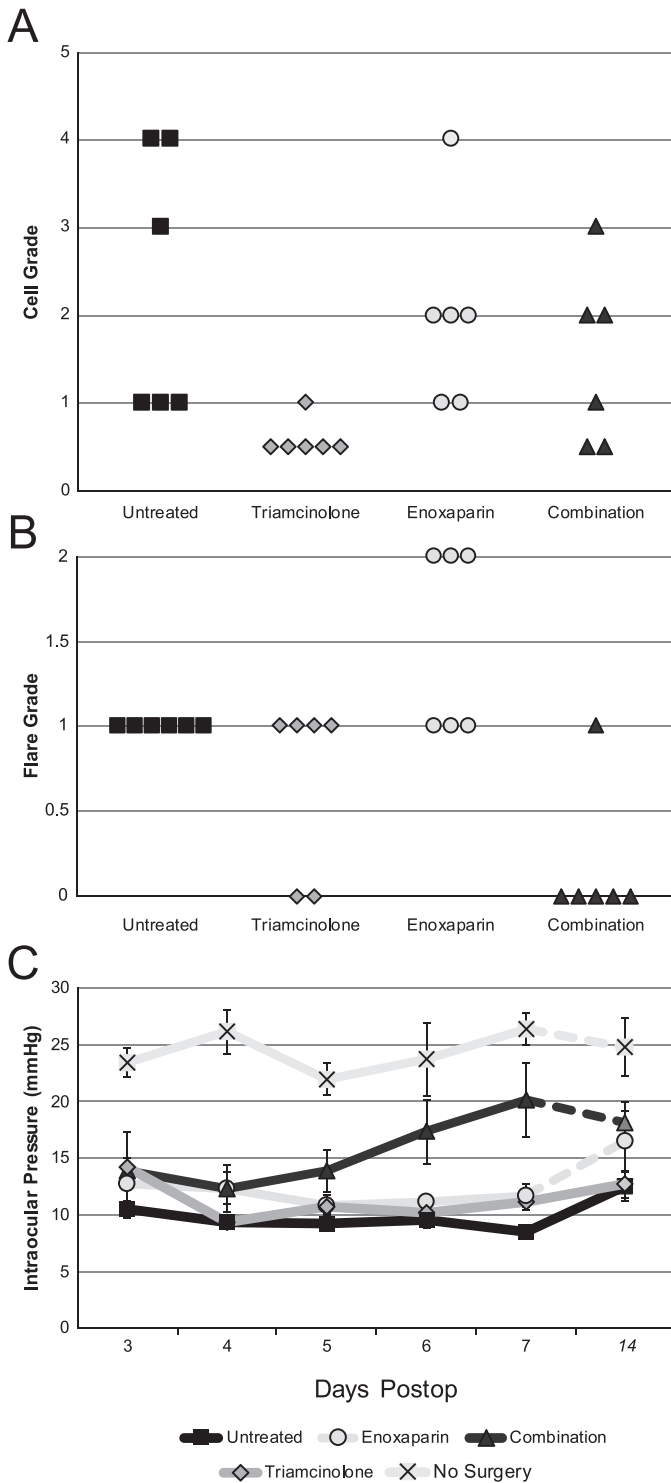 A
5
4
3
2
1
0
Cell Grade
Untreated Triamcinolone Enoxaparin Combination
B
2
1.5
1
0.5
0
Flare Grade
Untreated Triamcinolone Enoxaparin Combination
C
30
25
20
15
10
5
0
Intraocular Pressure (mmHg)
3 4 5 6 7 14
Days Postop
Untreated Enoxaparin Combination
Triamcinolone No Surgery